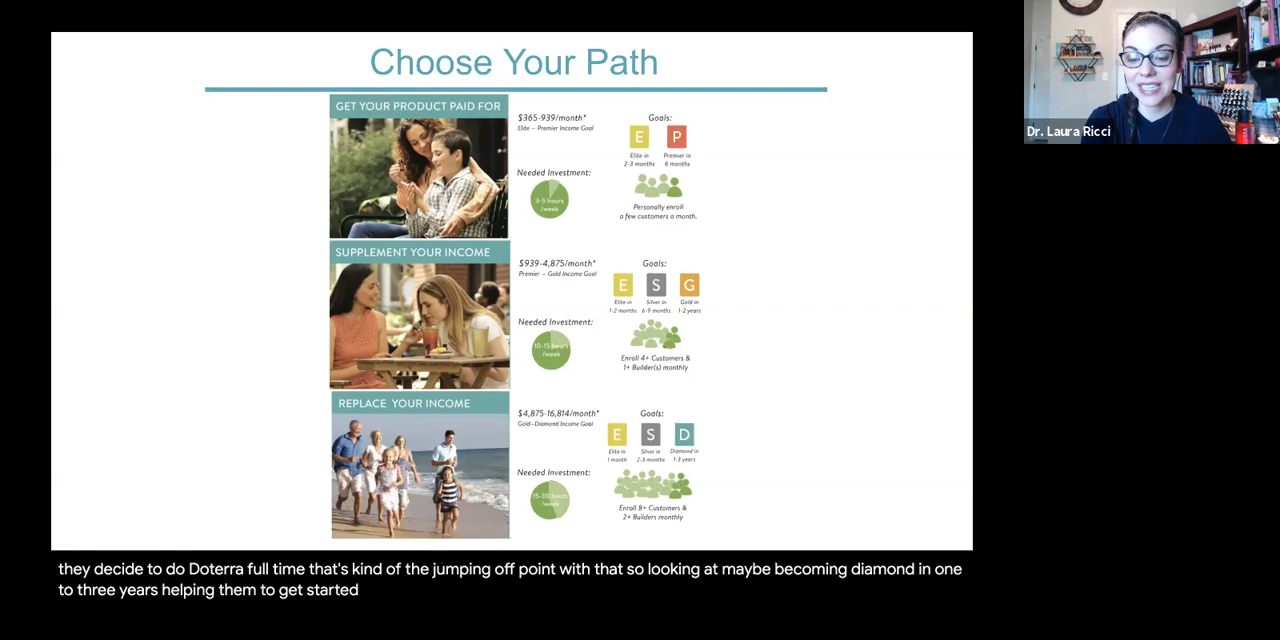 Choose Your Path
GET YOUR PRODUCT PAID FOR
$365-939/month*
Elite – Premier Income Goal
Needed Investment:
3-5 hours
/week
Goals:
E P
Elite in
2-3 months
Premier in
6 months
Personally enroll
a few customers a month.
SUPPLEMENT YOUR INCOME
$939-4,875/month*
Premier – Gold Income Goal
Needed Investment:
10-15 hours
/week
Goals:
E S G
Elite in
1-2 months
Silver in
6-9 months
Gold in
1-2 years
Enroll 4+ Customers &
1+ Builder(s) monthly
REPLACE YOUR INCOME
$4,875-16,814/month*
Gold–Diamond Income Goal
Needed Investment:
15-30 hours
/week
Goals:
E S D
Elite in
1 month
Silver in
2-3 months
Diamond in
1-3 years
Enroll 8+ Customers &
2+ Builders monthly
Dr. Laura Ricci
they decide to do Doterra full time that's kind of the jumping off point with that so looking at maybe becoming diamond in one
to three years helping them to get started